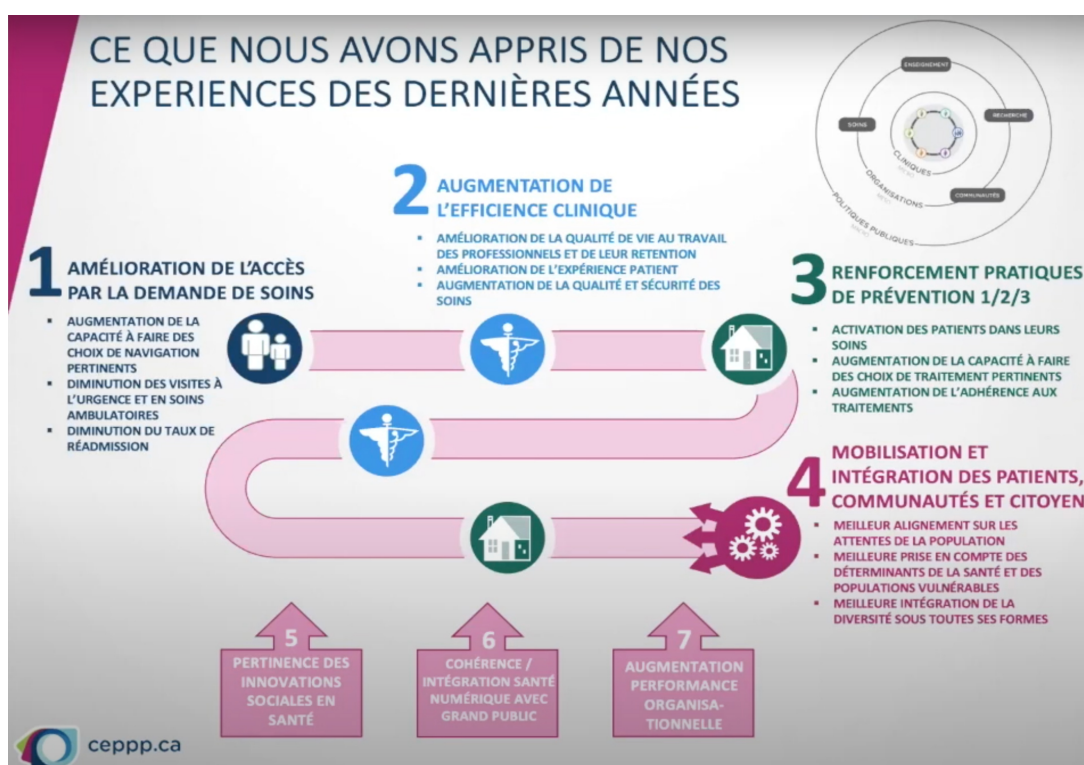 CE QUE NOUS AVONS APPRIS DE NOS
EXPERIENCES DES DERNIÈRES ANNÉES
ENSEIGNEMENT
SOINS
RECHERCHE
COMMUNAUTÉS
CLINIQUES
ORGANISATIONS
POLITIQUES PUBLIQUES
1 AMÉLIORATION DE L'ACCÈS
PAR LA DEMANDE DE SOINS
▪ AUGMENTATION DE LA
CAPACITÉ À FAIRE DES
CHOIX DE NAVIGATION
PERTINENTS
▪ DIMINUTION DES VISITES À
L'URGENCE ET EN SOINS
AMBULATOIRES
▪ DIMINUTION DU TAUX DE
RÉADMISSION
2 AUGMENTATION DE
L'EFFICIENCE CLINIQUE
▪ AMÉLIORATION DE LA QUALITÉ DE VIE AU TRAVAIL
DES PROFESSIONNELS ET DE LEUR RETENTION
▪ AMÉLIORATION DE L'EXPÉRIENCE PATIENT
▪ AUGMENTATION DE LA QUALITÉ ET SÉCURITÉ DES
SOINS
3 RENFORCEMENT PRATIQUES
DE PRÉVENTION 1/2/3
▪ ACTIVATION DES PATIENTS DANS LEURS
SOINS
▪ AUGMENTATION DE LA CAPACITÉ À FAIRE
DES CHOIX DE TRAITEMENT PERTINENTS
▪ AUGMENTATION DE L'ADHÉRENCE AUX
TRAITEMENTS
4 MOBILISATION ET
INTÉGRATION DES PATIENTS,
COMMUNAUTÉS ET CITOYEN
▪ MEILLEUR ALIGNEMENT SUR LES
ATTENTES DE LA POPULATION
▪ MEILLEURE PRISE EN COMPTE DES
DÉTERMINANTS DE LA SANTÉ ET DES
POPULATIONS VULNÉRABLES
▪ MEILLEURE INTÉGRATION DE LA
DIVERSITÉ SOUS TOUTES SES FORMES
5
PERTINENCE DES
INNOVATIONS
SOCIALES EN
SANTÉ
6
COHÉRENCE /
INTÉGRATION SANTÉ
NUMÉRIQUE AVEC
GRAND PUBLIC
7
AUGMENTATION
PERFORMANCE
ORGANISA-
TIONNELLE
ceppp.ca